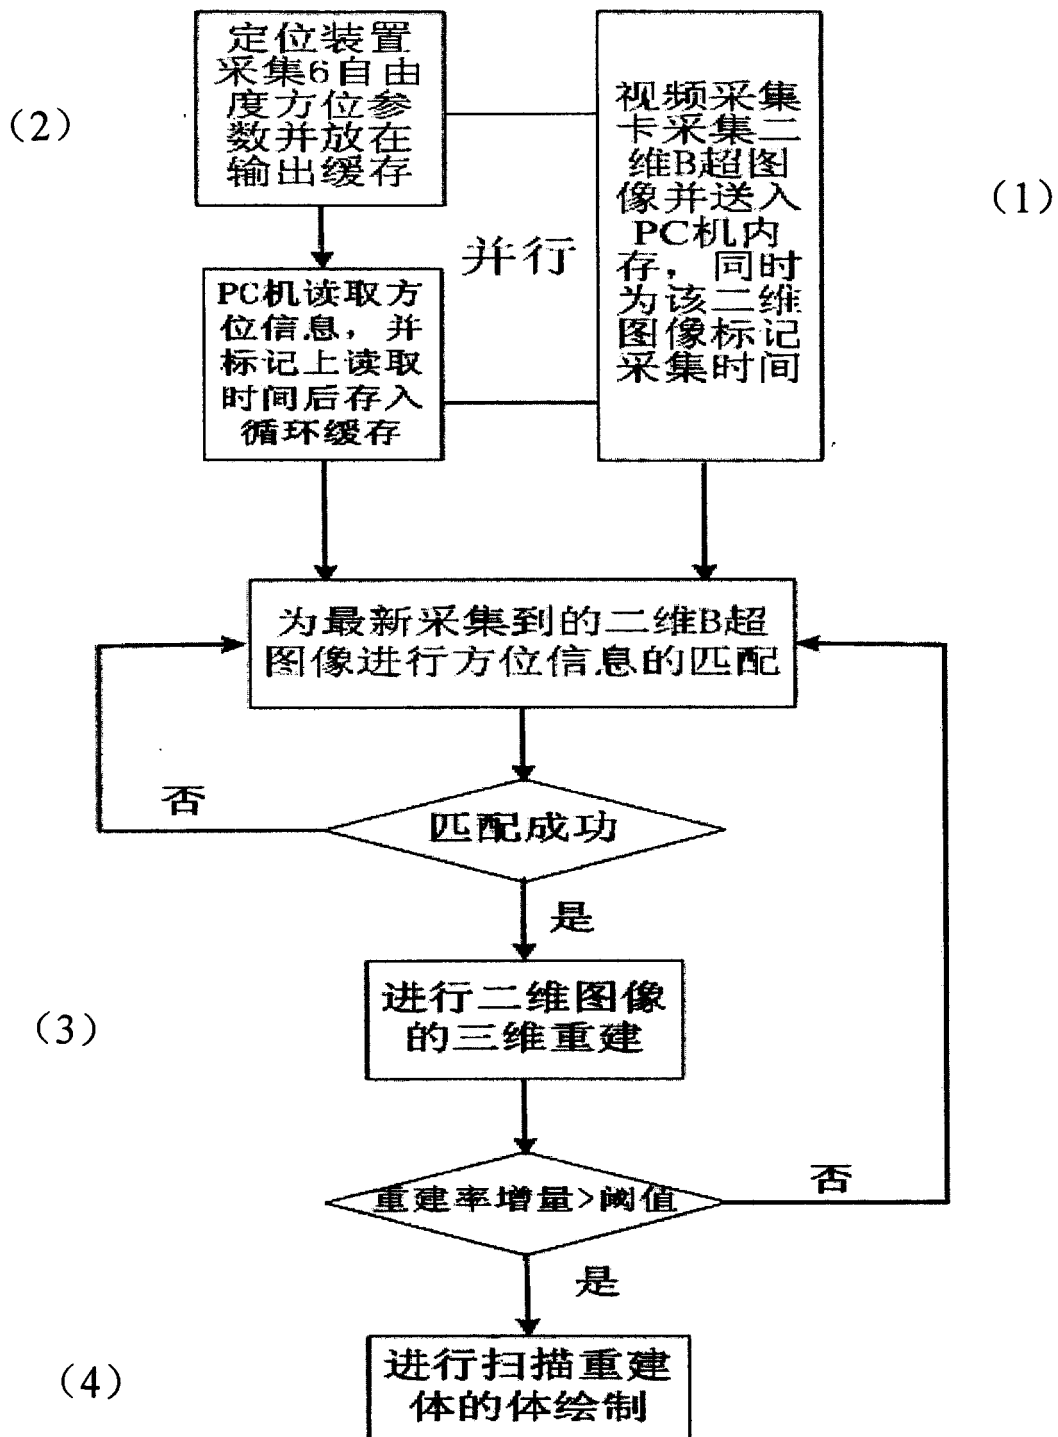 定位装置
采集6自由
度方位参
数并放在
输出缓存
(2)
视频采集
卡采集二
维B超图
像并送入
PC机内
存，同时
为该二维
图像标记
采集时间
(1)
并行
PC机读取方
位信息，并
标记上读取
时间后存入
循环缓存
为最新采集到的二维B超
图像进行方位信息的匹配
否
匹配成功
是
进行二维图像
的三维重建
(3)
重建率增量>阈值
否
是
进行扫描重建
体的体绘制
(4)